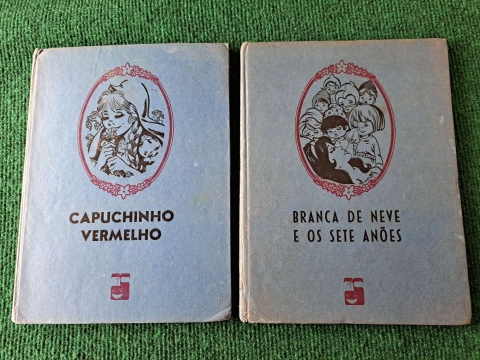 CAPUCHINHO
VERMELHO
BRANCA DE NEVE
E OS SETE ANÕES